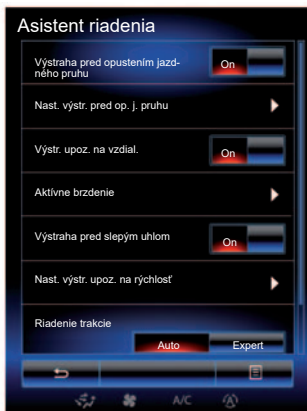 Asistent riadenia
Výstraha pred opustením jazd-
ného pruhu
On
Nast. výstr. pred op. j. pruhu
Výstr. upoz. na vzdial.
On
Aktívne brzdenie
Výstraha pred slepým uhlom
On
Nast. výstr. upoz. na rýchlosť
Riadenie trakcie
Auto
Expert
A/C